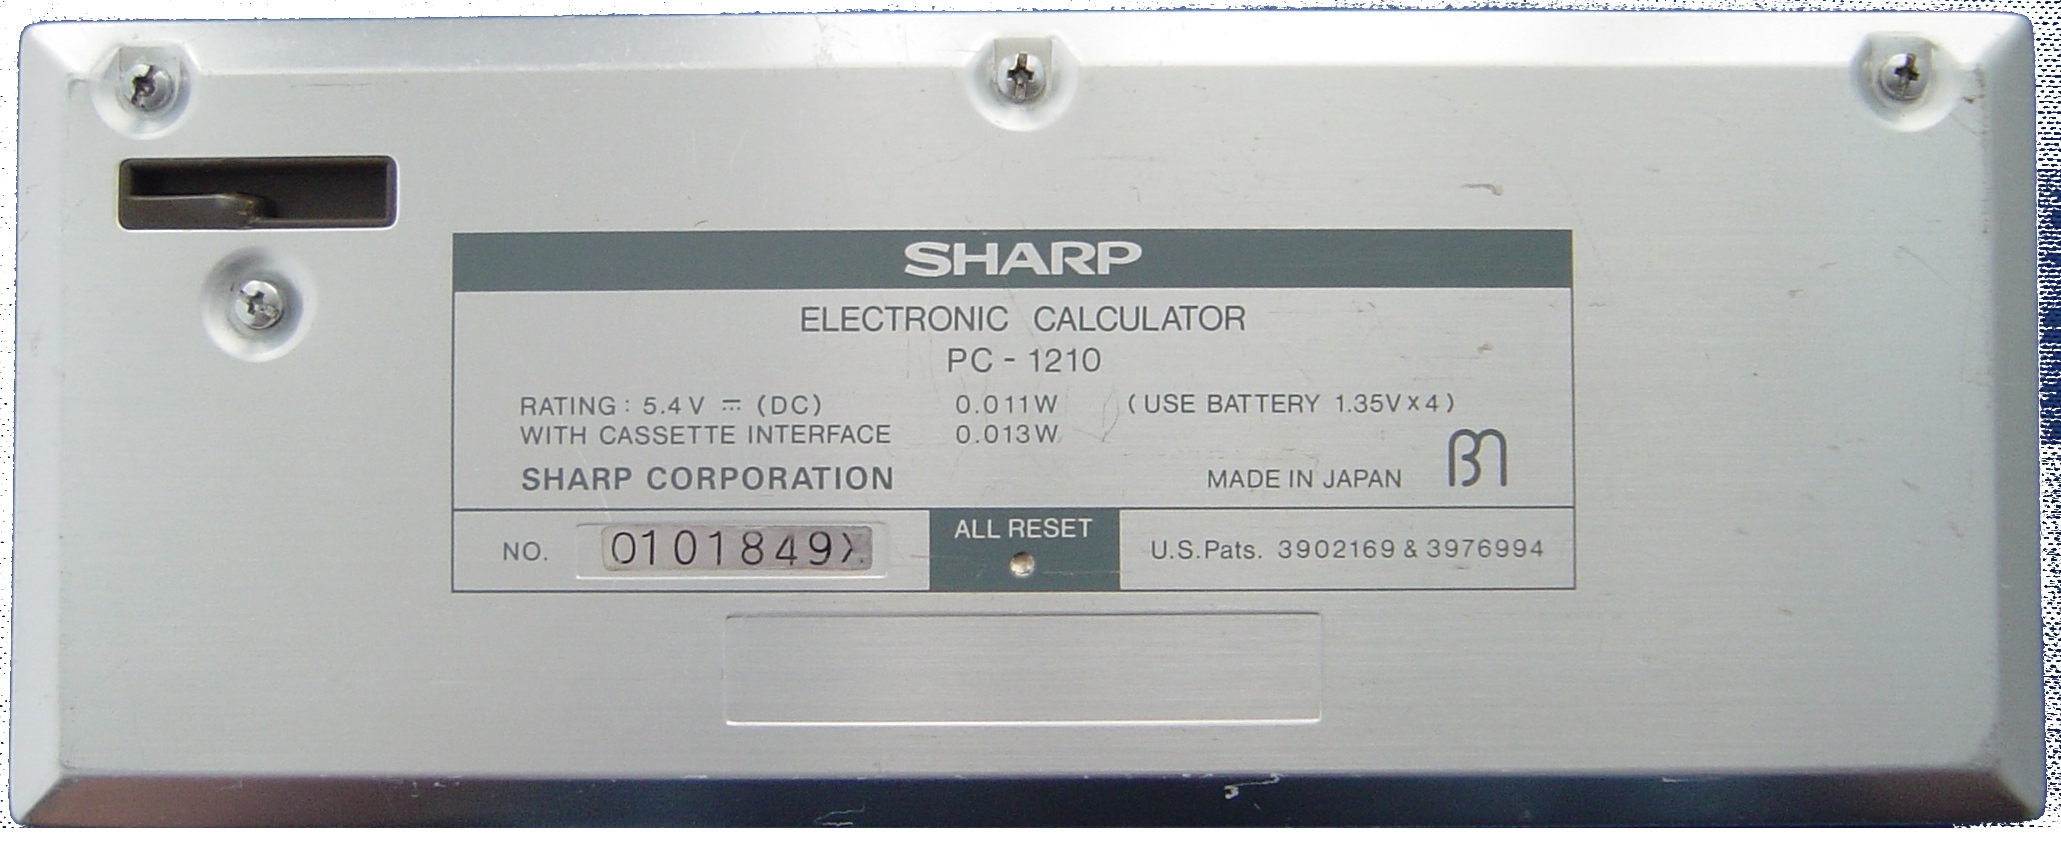 SHARP
ELECTRONIC CALCULATOR
PC - 1210
RATING : 5.4 V ⎓ (DC) 0.011W (USE BATTERY 1.35V X 4)
WITH CASSETTE INTERFACE 0.013W
SHARP CORPORATION MADE IN JAPAN
NO. 0101849X ALL RESET U.S.Pats. 3902169 & 3976994